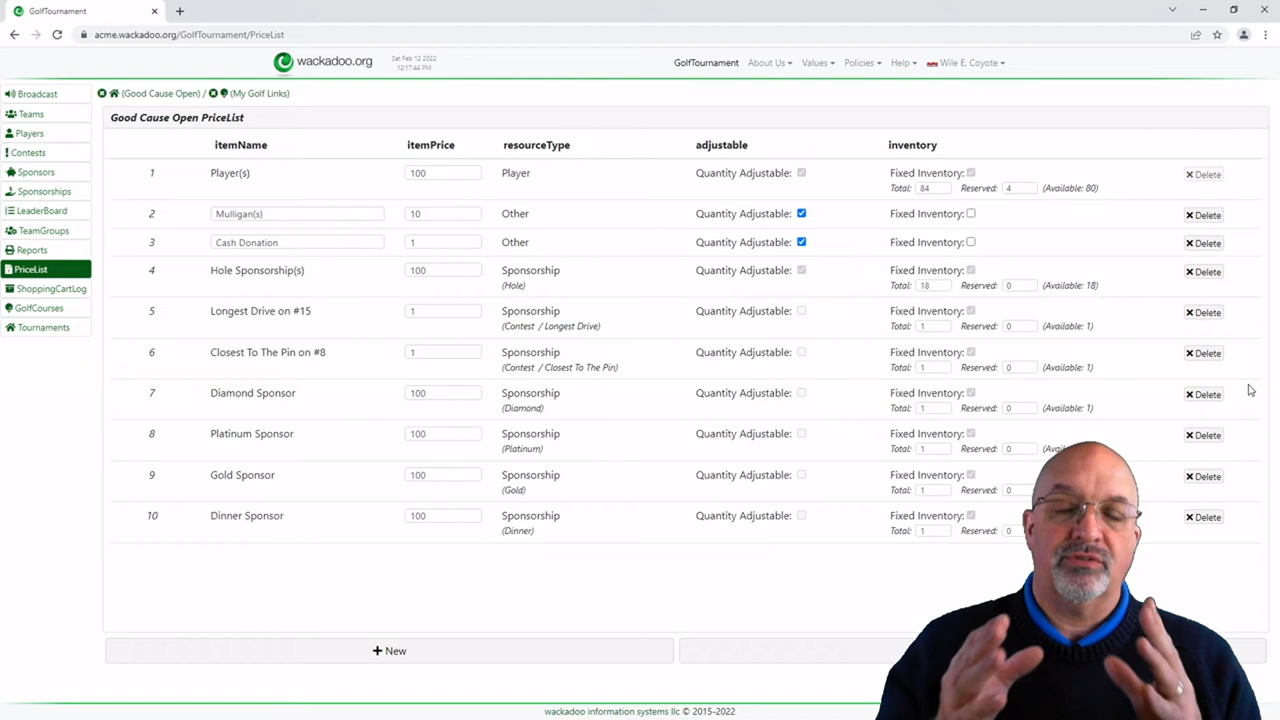 GolfTournament
acme.wackadoo.org/GolfTournament/PriceList
wackadoo.org
Sat Feb 12 2022
12:17:44 PM
GolfTournament About Us Values Policies Help Wile E. Coyote
Broadcast
Teams
Players
Contests
Sponsors
Sponsorships
LeaderBoard
TeamGroups
Reports
PriceList
ShoppingCartLog
GolfCourses
Tournaments
(Good Cause Open) / (My Golf Links)
Good Cause Open PriceList
itemName itemPrice resourceType adjustable inventory
1 Player(s) 100 Player Quantity Adjustable: Fixed Inventory: Delete
Total: 84 Reserved: 4 (Available: 80)
2 Mulligan(s) 10 Other Quantity Adjustable: Fixed Inventory: Delete
3 Cash Donation 1 Other Quantity Adjustable: Fixed Inventory: Delete
4 Hole Sponsorship(s) 100 Sponsorship Quantity Adjustable: Fixed Inventory: Delete
(Hole) Total: 18 Reserved: 0 (Available: 18)
5 Longest Drive on #15 1 Sponsorship Quantity Adjustable: Fixed Inventory: Delete
(Contest / Longest Drive) Total: 1 Reserved: 0 (Available: 1)
6 Closest To The Pin on #8 1 Sponsorship Quantity Adjustable: Fixed Inventory: Delete
(Contest / Closest To The Pin) Total: 1 Reserved: 0 (Available: 1)
7 Diamond Sponsor 100 Sponsorship Quantity Adjustable: Fixed Inventory: Delete
(Diamond) Total: 1 Reserved: 0 (Available: 1)
8 Platinum Sponsor 100 Sponsorship Quantity Adjustable: Fixed Inventory: Delete
(Platinum) Total: 1 Reserved: 0
9 Gold Sponsor 100 Sponsorship Quantity Adjustable: Fixed Inventory: Delete
(Gold) Total: 1 Reserved: 0
10 Dinner Sponsor 100 Sponsorship Quantity Adjustable: Fixed Inventory: Delete
(Dinner) Total: 1 Reserved: 0
New
wackadoo information systems llc © 2015-2022